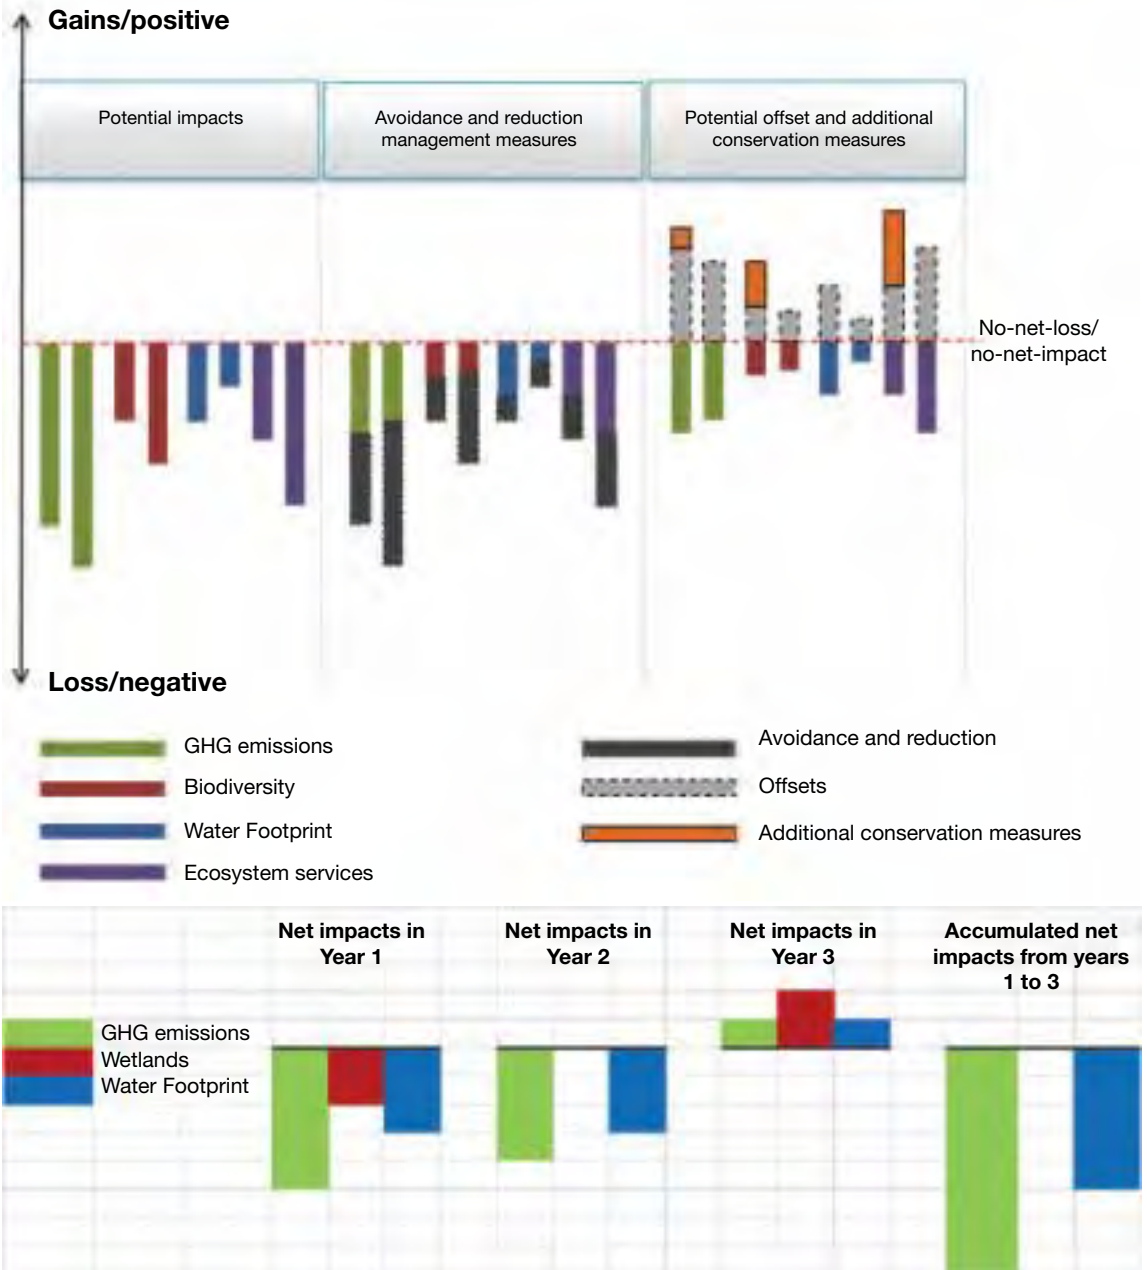 Gains/positive
Potential impacts
Avoidance and reduction
management measures
Potential offset and additional
conservation measures
No-net-loss/
no-net-impact
Loss/negative
GHG emissions
Biodiversity
Water Footprint
Ecosystem services
Avoidance and reduction
Offsets
Additional conservation measures
Net impacts in
Year 1
Net impacts in
Year 2
Net impacts in
Year 3
Accumulated net
impacts from years
1 to 3
GHG emissions
Wetlands
Water Footprint